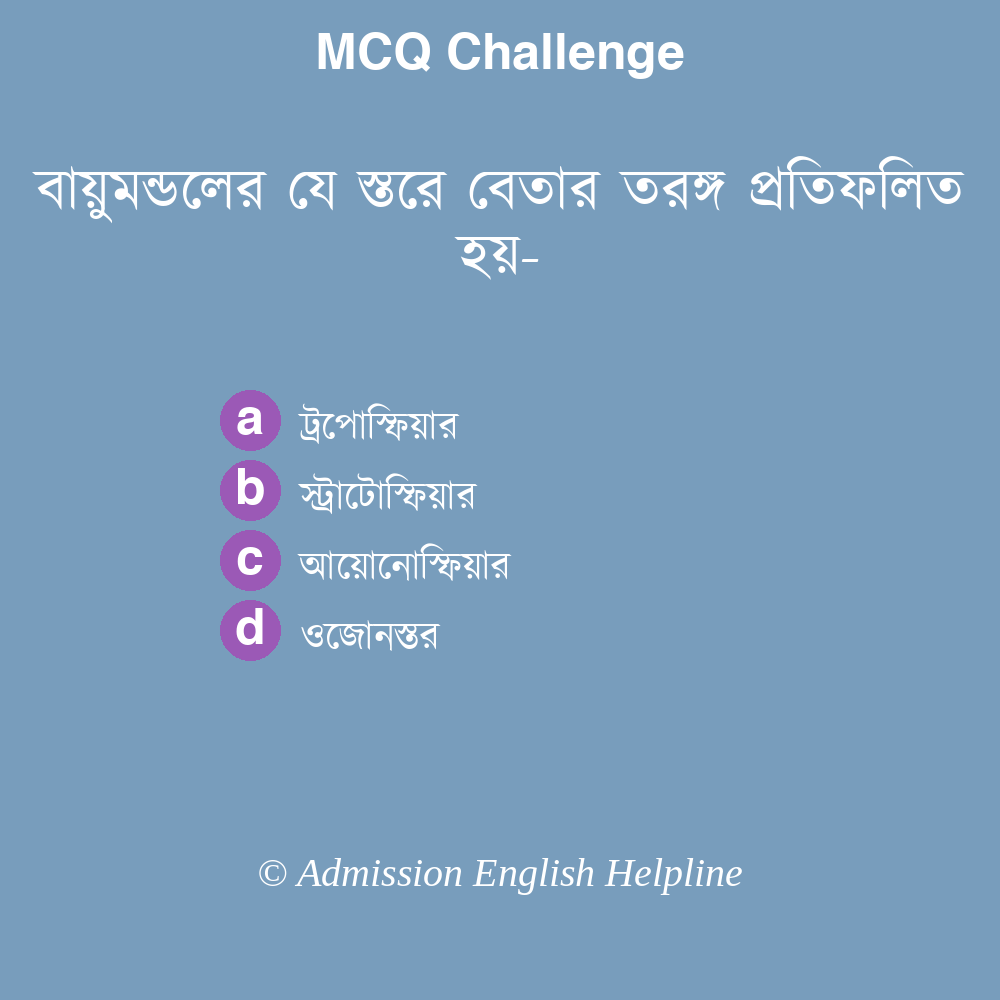 MCQ Challenge
বায়ুমন্ডলের যে স্তরে বেতার তরঙ্গ প্রতিফলিত
হয়-
a ট্রপোস্ফিয়ার
b স্ট্রাটোস্ফিয়ার
c আয়োনোস্ফিয়ার
d ওজোনস্তর
© Admission English Helpline